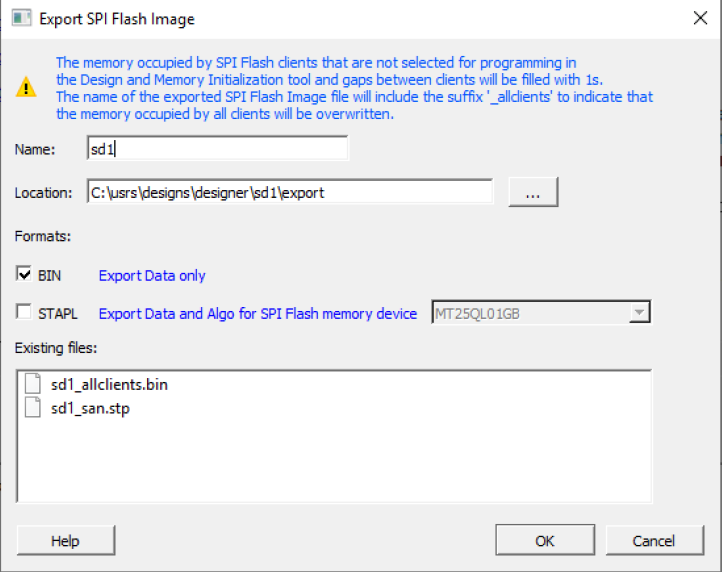 Export SPI Flash Image
The memory occupied by SPI Flash clients that are not selected for programming in
the Design and Memory Initialization tool and gaps between clients will be filled with 1s.
The name of the exported SPI Flash Image file will include the suffix '_allclients' to indicate that
the memory occupied by all clients will be overwritten.
Name: sd1
Location: C:\usrs\designs\designer\sd1\export ...
Formats:
BIN Export Data only
STAPL Export Data and Algo for SPI Flash memory device MT25QL01GB
Existing files:
sd1_allclients.bin
sd1_san.stp
Help OK Cancel